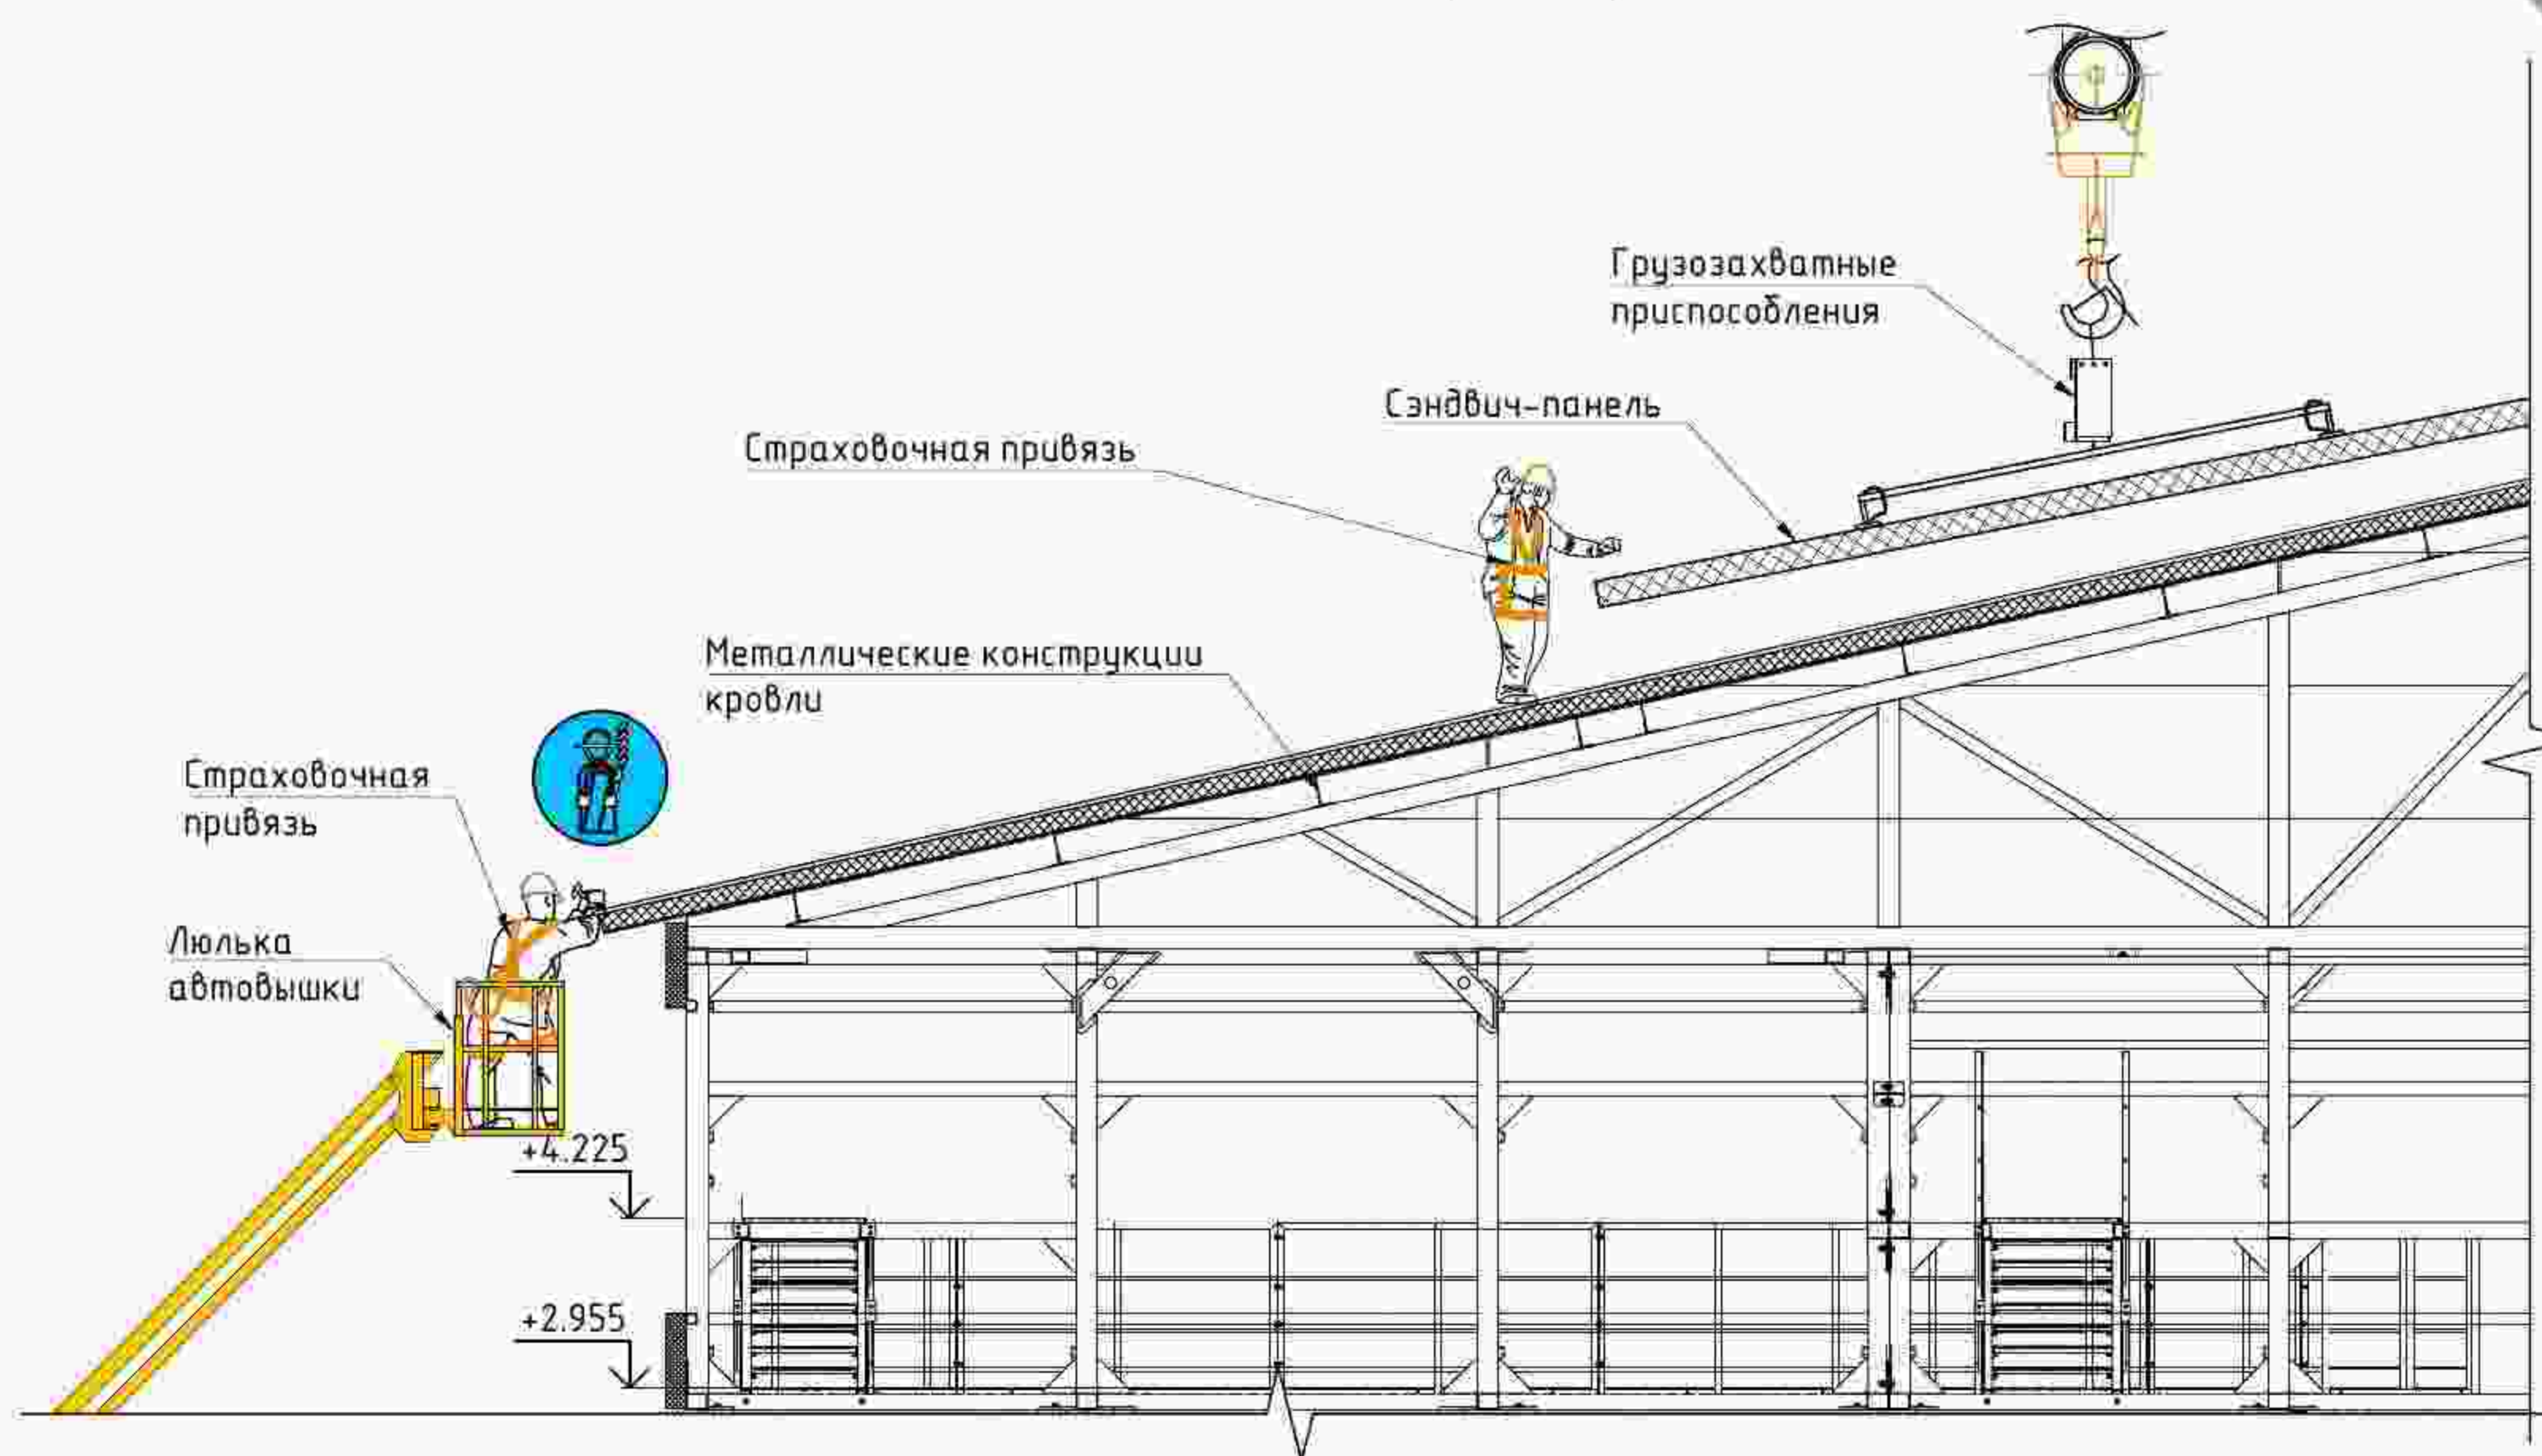 Грузозахватные
приспособления
Сэндвич-панель
Страховочная привязь
Металлические конструкции
кровли
Страховочная
привязь
Люлька
автовышки
+4.225
+2.955